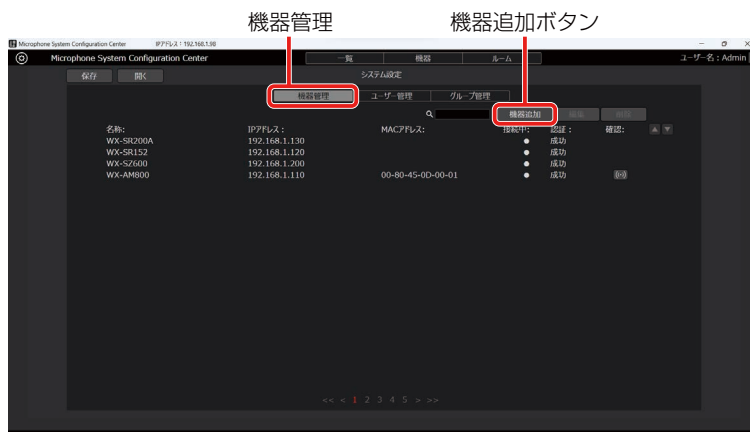 機器管理 機器追加ボタン
Microphone System Configuration Center IPアドレス : 192.168.1.98
Microphone System Configuration Center 一覧 機器 ルーム ユーザー名 : Admin
保存 開く システム設定
機器管理 ユーザー管理 グループ管理
機器追加 編集 削除
名称: IPアドレス : MACアドレス: 接続中: 認証 : 確認:
WX-SR200A 192.168.1.130 成功
WX-SR152 192.168.1.120 成功
WX-SZ600 192.168.1.200 成功
WX-AM800 192.168.1.110 00-80-45-0D-00-01 成功
<< < 1 2 3 4 5 > >>